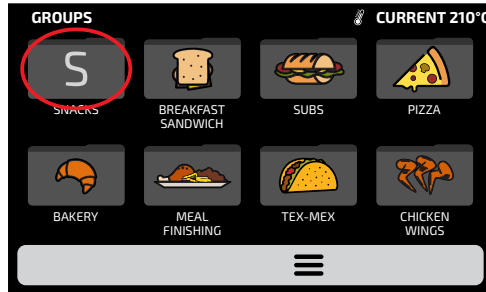 GROUPS
CURRENT 210°C
S
SNACKS
BREAKFAST
SANDWICH
SUBS
PIZZA
BAKERY
MEAL
FINISHING
TEX-MEX
CHICKEN
WINGS